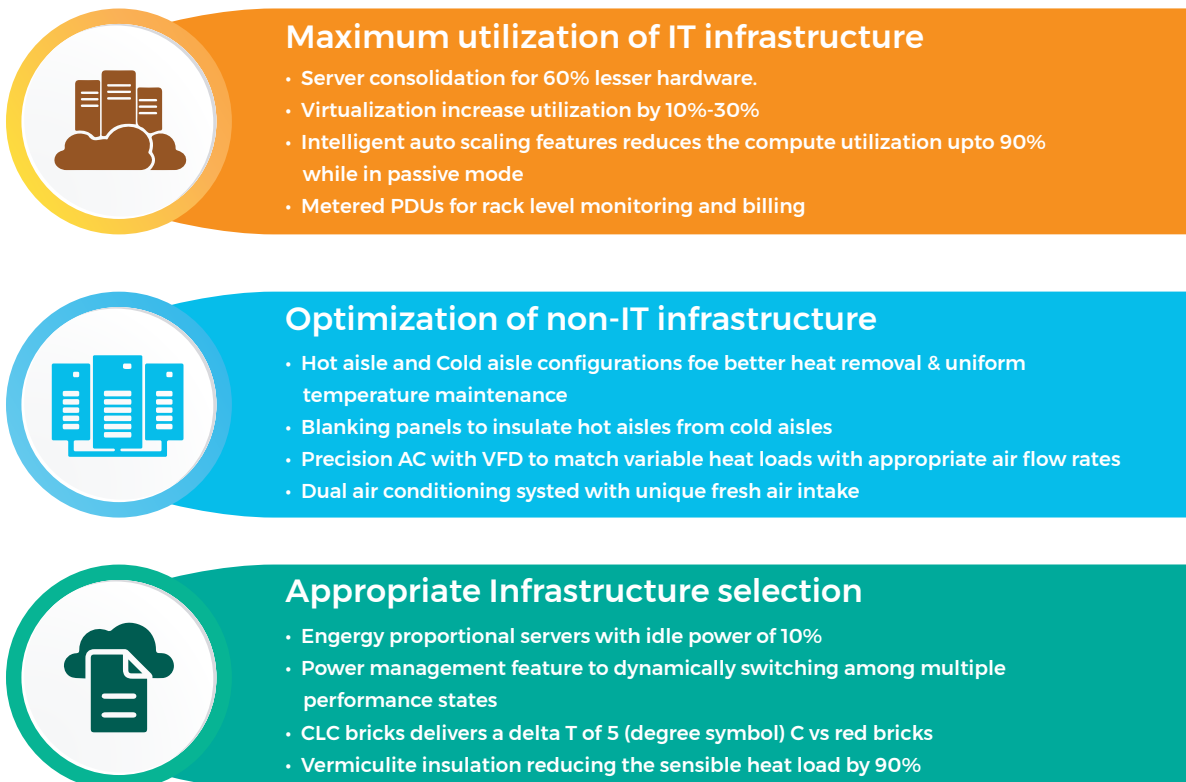 Maximum utilization of IT infrastructure
• Server consolidation for 60% lesser hardware.
• Virtualization increase utilization by 10%-30%
• Intelligent auto scaling features reduces the compute utilization upto 90%
while in passive mode
• Metered PDUs for rack level monitoring and billing
Optimization of non-IT infrastructure
• Hot aisle and Cold aisle configurations foe better heat removal & uniform
temperature maintenance
• Blanking panels to insulate hot aisles from cold aisles
• Precision AC with VFD to match variable heat loads with appropriate air flow rates
• Dual air conditioning systed with unique fresh air intake
Appropriate Infrastructure selection
• Engergy proportional servers with idle power of 10%
• Power management feature to dynamically switching among multiple
performance states
• CLC bricks delivers a delta T of 5 (degree symbol) C vs red bricks
• Vermiculite insulation reducing the sensible heat load by 90%